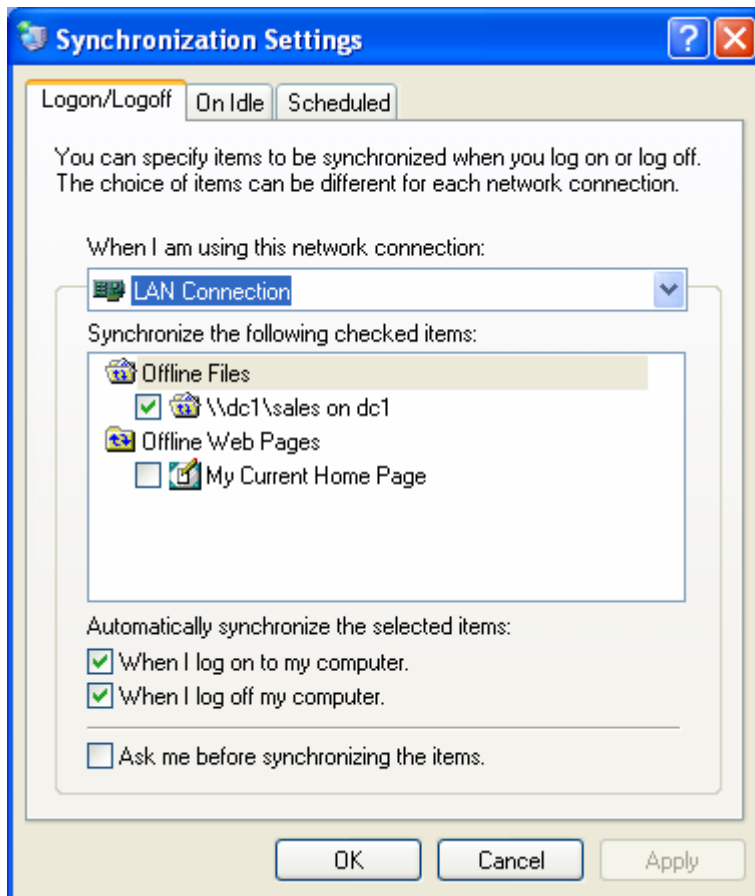 Synchronization Settings
Logon/Logoff On Idle Scheduled
You can specify items to be synchronized when you log on or log off.
The choice of items can be different for each network connection.
When I am using this network connection:
LAN Connection
Synchronize the following checked items:
Offline Files
\\dc1\sales on dc1
Offline Web Pages
My Current Home Page
Automatically synchronize the selected items:
When I log on to my computer.
When I log off my computer.
Ask me before synchronizing the items.
OK Cancel Apply